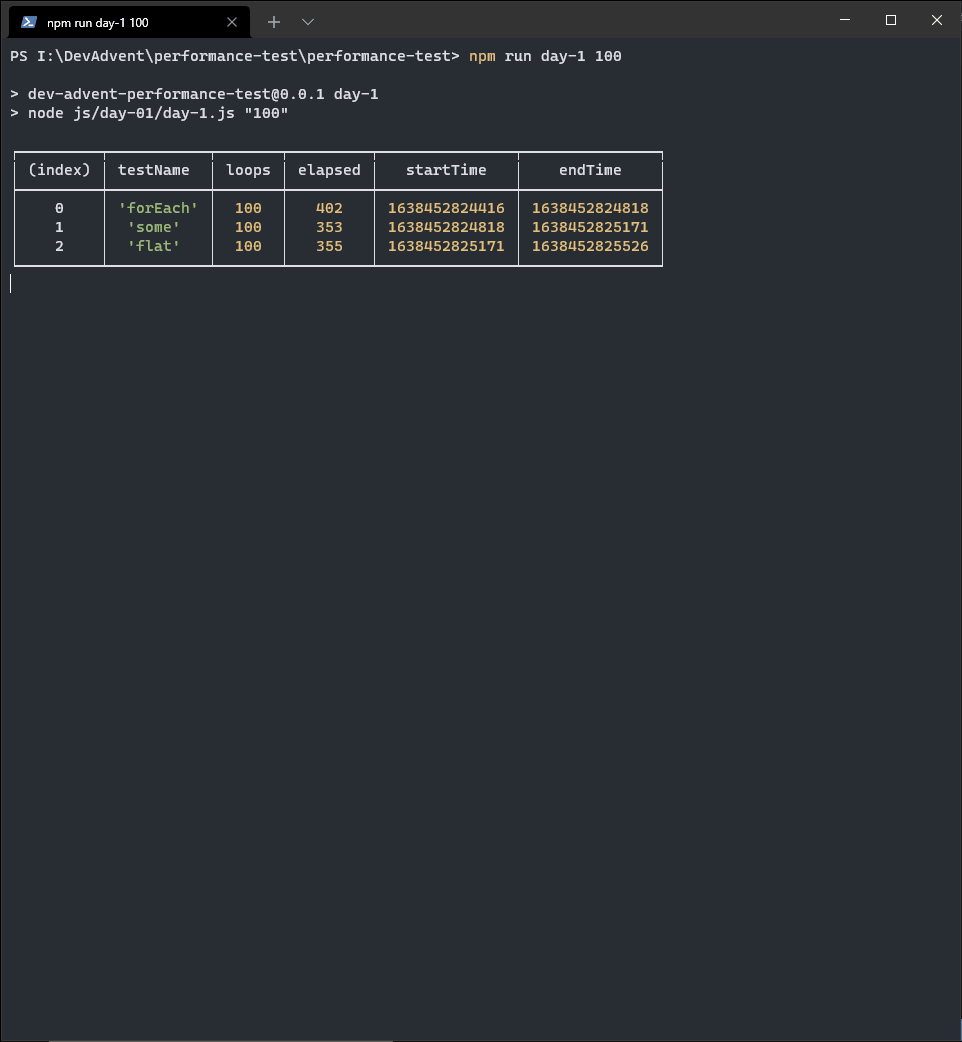 npm run day-1 100
PS I:\DevAdvent\performance-test\performance-test> npm run day-1 100
> dev-advent-performance-test@0.0.1 day-1
> node js/day-01/day-1.js "100"
(index) testName loops elapsed startTime endTime
0 'forEach' 100 402 1638452824416 1638452824818
1 'some' 100 353 1638452824818 1638452825171
2 'flat' 100 355 1638452825171 1638452825526